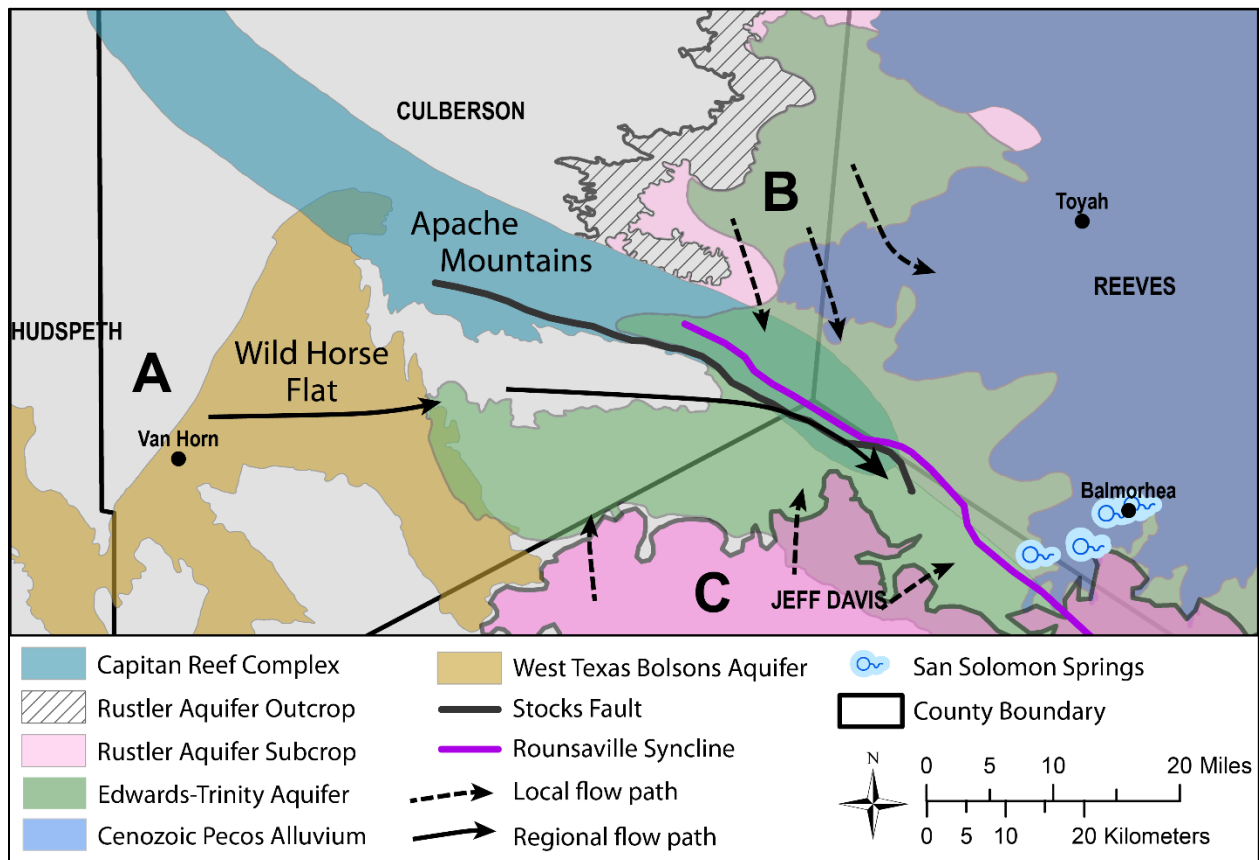 CULBERSON
B
Toyah
Apache
Mountains
REEVES
HUDSPETH
A
Wild Horse
Flat
Van Horn
Balmorhea
C
JEFF DAVIS
Capitan Reef Complex
Rustler Aquifer Outcrop
Rustler Aquifer Subcrop
Edwards-Trinity Aquifer
Cenozoic Pecos Alluvium
West Texas Bolsons Aquifer
Stocks Fault
Rounsaville Syncline
Local flow path
Regional flow path
San Solomon Springs
County Boundary
N
0 5 10 20 Miles
0 5 10 20 Kilometers